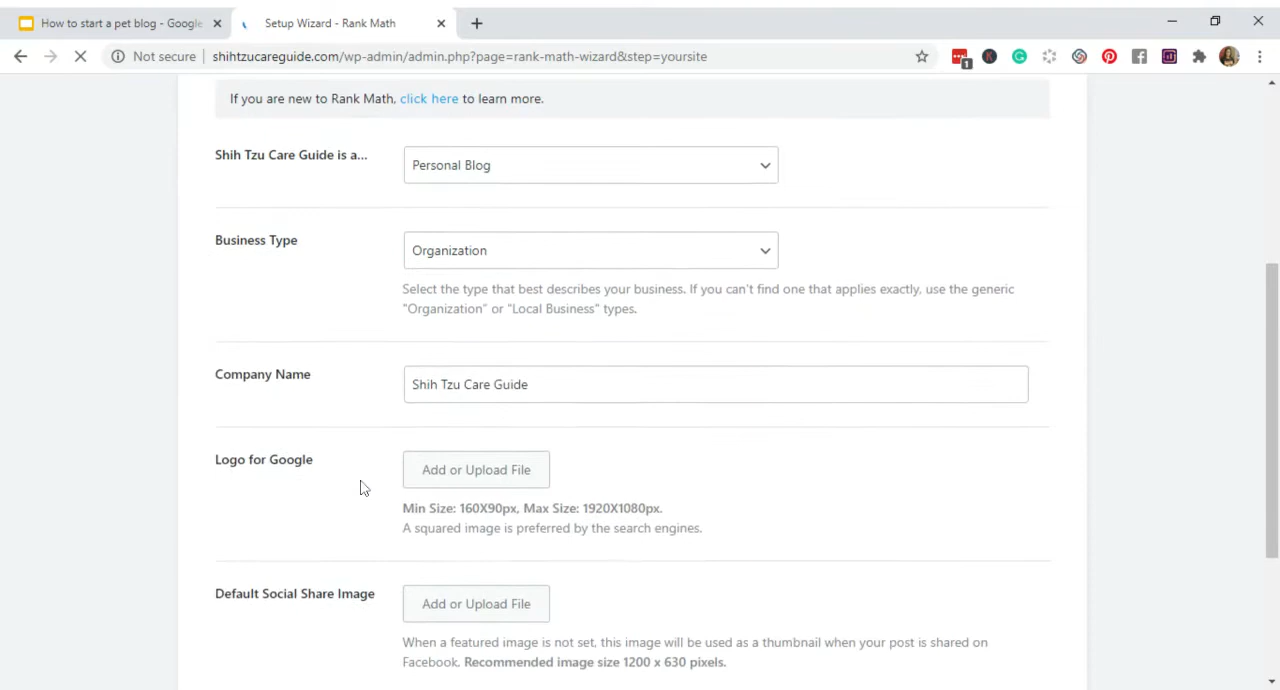 How to start a pet blog - Google
Setup Wizard - Rank Math
Not secure
shihtzucareguide.com/wp-admin/admin.php?page=rank-math-wizard&step=yoursite
1
If you are new to Rank Math, click here to learn more.
Shih Tzu Care Guide is a...
Personal Blog
Business Type
Organization
Select the type that best describes your business. If you can't find one that applies exactly, use the generic
"Organization" or "Local Business" types.
Company Name
Shih Tzu Care Guide
Logo for Google
Add or Upload File
Min Size: 160X90px, Max Size: 1920X1080px.
A squared image is preferred by the search engines.
Default Social Share Image
Add or Upload File
When a featured image is not set, this image will be used as a thumbnail when your post is shared on
Facebook. Recommended image size 1200 x 630 pixels.